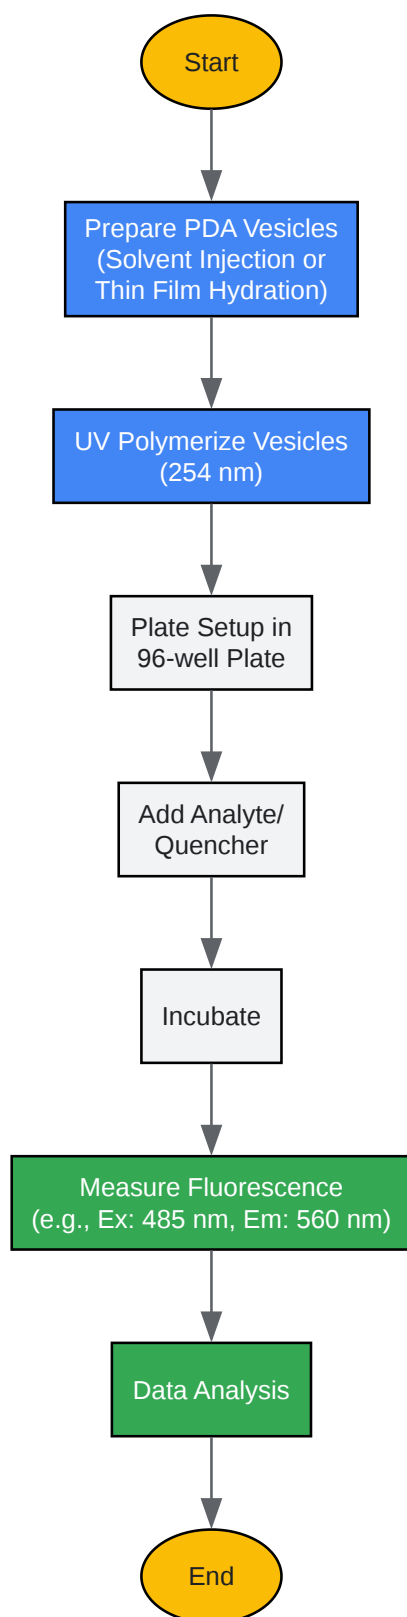 Start
Prepare PDA Vesicles
(Solvent Injection or
Thin Film Hydration)
UV Polymerize Vesicles
(254 nm)
Plate Setup in
96-well Plate
Add Analyte/
Quencher
Incubate
Measure Fluorescence
(e.g., Ex: 485 nm, Em: 560 nm)
Data Analysis
End